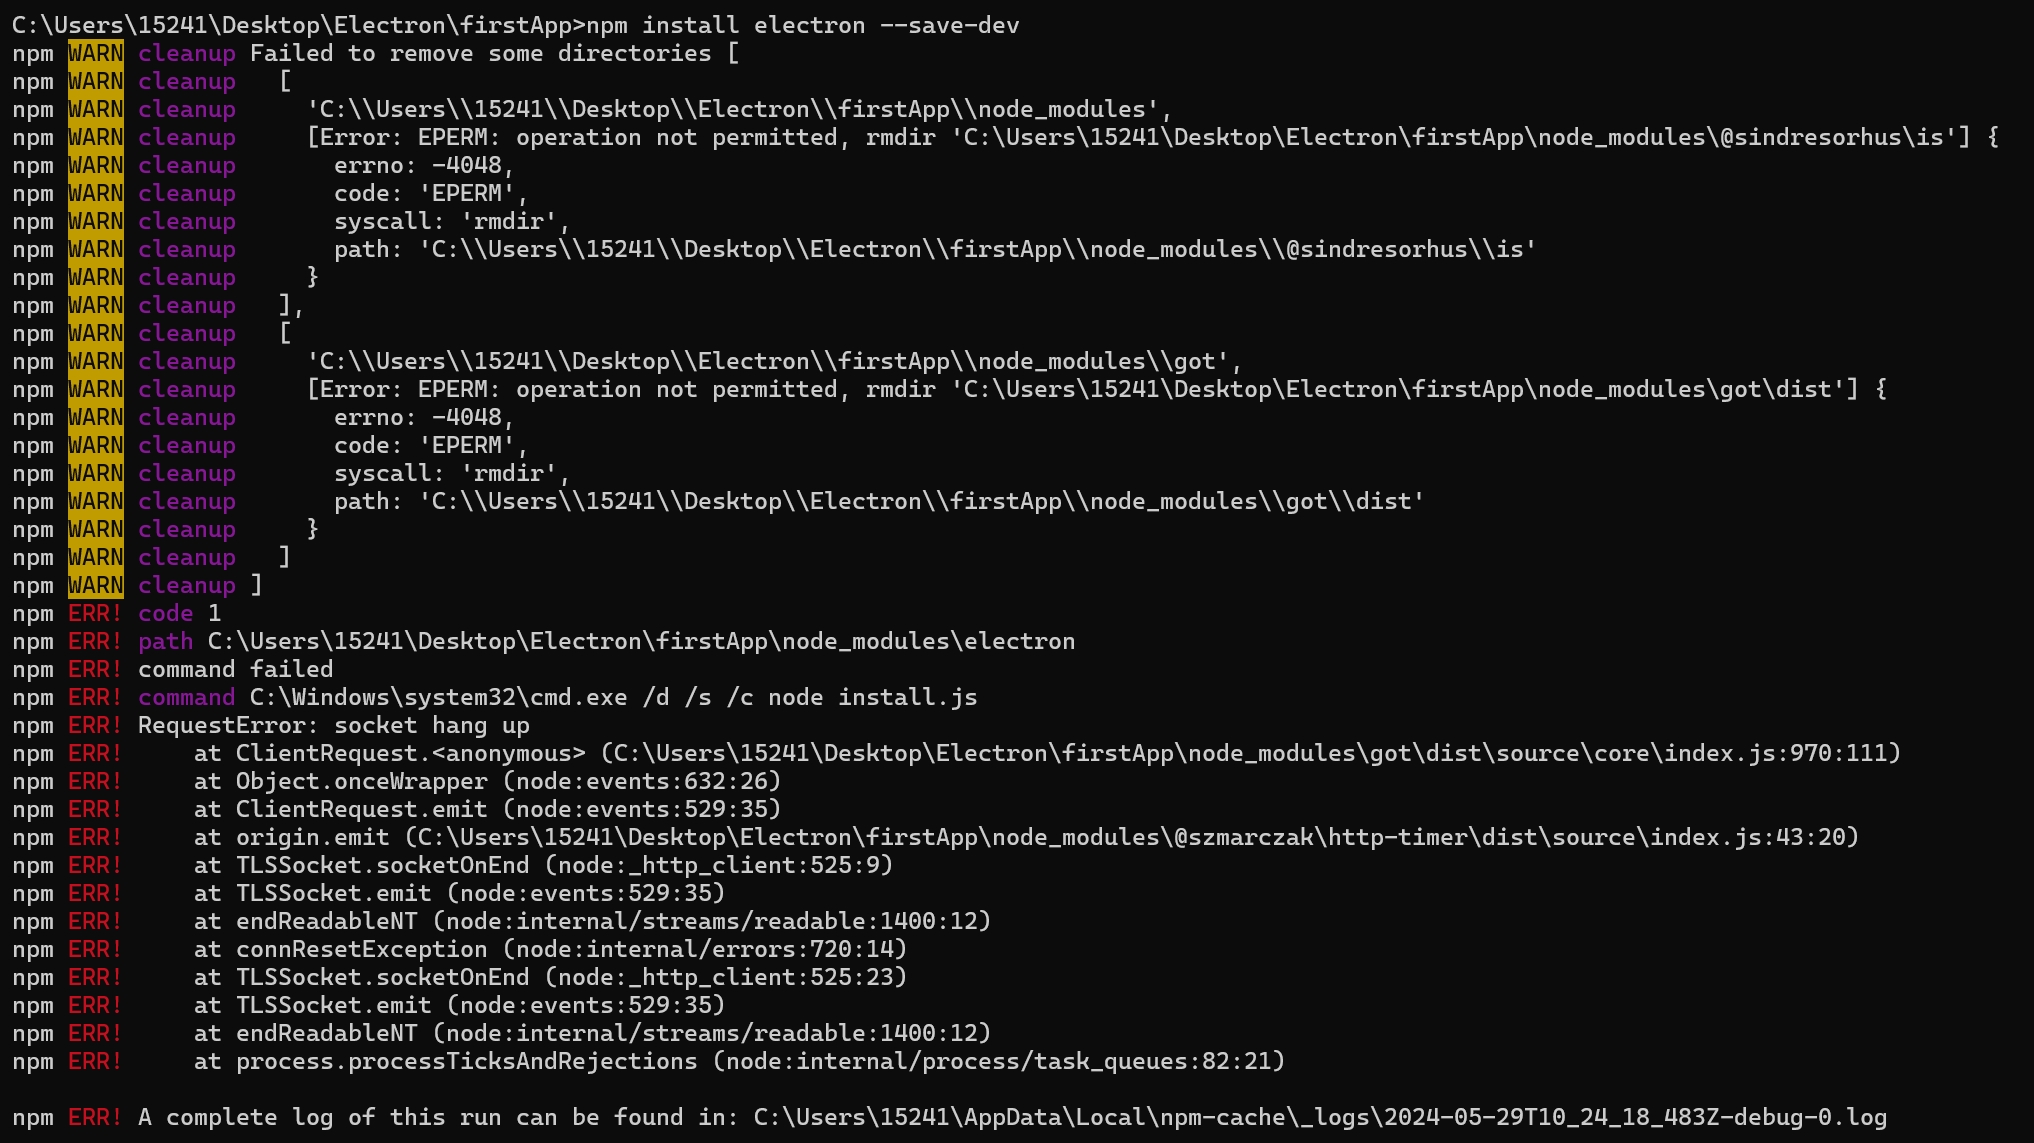 C:\Users\15241\Desktop\Electron\firstApp>npm install electron --save-dev
npm WARN cleanup Failed to remove some directories [
npm WARN cleanup   [
npm WARN cleanup     'C:\\Users\\15241\\Desktop\\Electron\\firstApp\\node_modules',
npm WARN cleanup     [Error: EPERM: operation not permitted, rmdir 'C:\Users\15241\Desktop\Electron\firstApp\node_modules\@sindresorhus\is'] {
npm WARN cleanup       errno: -4048,
npm WARN cleanup       code: 'EPERM',
npm WARN cleanup       syscall: 'rmdir',
npm WARN cleanup       path: 'C:\\Users\\15241\\Desktop\\Electron\\firstApp\\node_modules\\@sindresorhus\\is'
npm WARN cleanup     }
npm WARN cleanup   ],
npm WARN cleanup   [
npm WARN cleanup     'C:\\Users\\15241\\Desktop\\Electron\\firstApp\\node_modules\\got',
npm WARN cleanup     [Error: EPERM: operation not permitted, rmdir 'C:\Users\15241\Desktop\Electron\firstApp\node_modules\got\dist'] {
npm WARN cleanup       errno: -4048,
npm WARN cleanup       code: 'EPERM',
npm WARN cleanup       syscall: 'rmdir',
npm WARN cleanup       path: 'C:\\Users\\15241\\Desktop\\Electron\\firstApp\\node_modules\\got\\dist'
npm WARN cleanup     }
npm WARN cleanup   ]
npm WARN cleanup ]
npm ERR! code 1
npm ERR! path C:\Users\15241\Desktop\Electron\firstApp\node_modules\electron
npm ERR! command failed
npm ERR! command C:\Windows\system32\cmd.exe /d /s /c node install.js
npm ERR! RequestError: socket hang up
npm ERR!     at ClientRequest.<anonymous> (C:\Users\15241\Desktop\Electron\firstApp\node_modules\got\dist\source\core\index.js:970:111)
npm ERR!     at Object.onceWrapper (node:events:632:26)
npm ERR!     at ClientRequest.emit (node:events:529:35)
npm ERR!     at origin.emit (C:\Users\15241\Desktop\Electron\firstApp\node_modules\@szmarczak\http-timer\dist\source\index.js:43:20)
npm ERR!     at TLSSocket.socketOnEnd (node:_http_client:525:9)
npm ERR!     at TLSSocket.emit (node:events:529:35)
npm ERR!     at endReadableNT (node:internal/streams/readable:1400:12)
npm ERR!     at connResetException (node:internal/errors:720:14)
npm ERR!     at TLSSocket.socketOnEnd (node:_http_client:525:23)
npm ERR!     at TLSSocket.emit (node:events:529:35)
npm ERR!     at endReadableNT (node:internal/streams/readable:1400:12)
npm ERR!     at process.processTicksAndRejections (node:internal/process/task_queues:82:21)

npm ERR! A complete log of this run can be found in: C:\Users\15241\AppData\Local\npm-cache\_logs\2024-05-29T10_24_18_483Z-debug-0.log